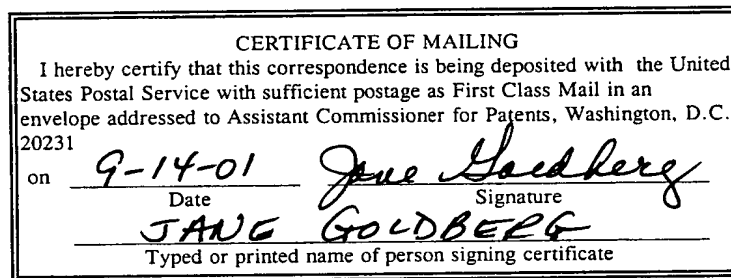 CERTIFICATE OF MAILING
I hereby certify that this correspondence is being deposited with the United
States Postal Service with sufficient postage as First Class Mail in an
envelope addressed to Assistant Commissioner for Patents, Washington, D.C.
20231
on 9-14-01 Jane Goldberg
Date Signature
JANE GOLDBERG
Typed or printed name of person signing certificate